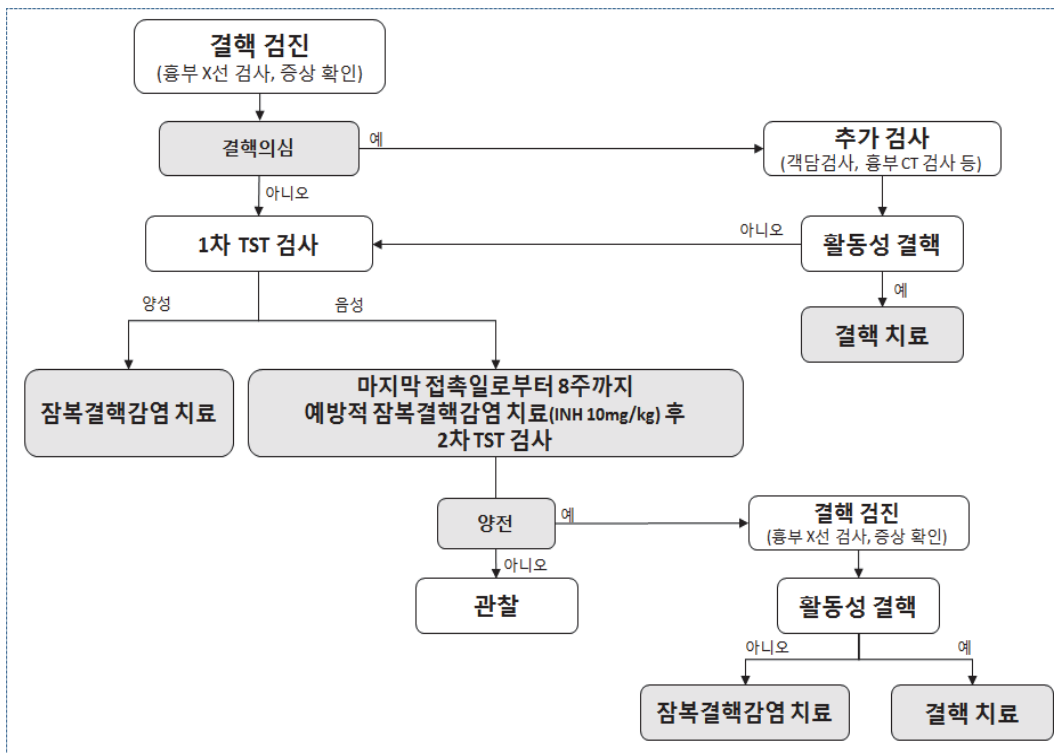 결핵 검진
(흉부 X선 검사, 증상 확인)
결핵의심
예
추가 검사
(객담검사, 흉부 CT 검사 등)
아니오
1차 TST 검사
아니오
활동성 결핵
예
결핵 치료
양성
음성
잠복결핵감염 치료
마지막 접촉일로부터 8주까지
예방적 잠복결핵감염 치료(INH 10mg/kg) 후
2차 TST 검사
양전
예
결핵 검진
(흉부 X선 검사, 증상 확인)
아니오
관찰
활동성 결핵
아니오
예
잠복결핵감염 치료
결핵 치료